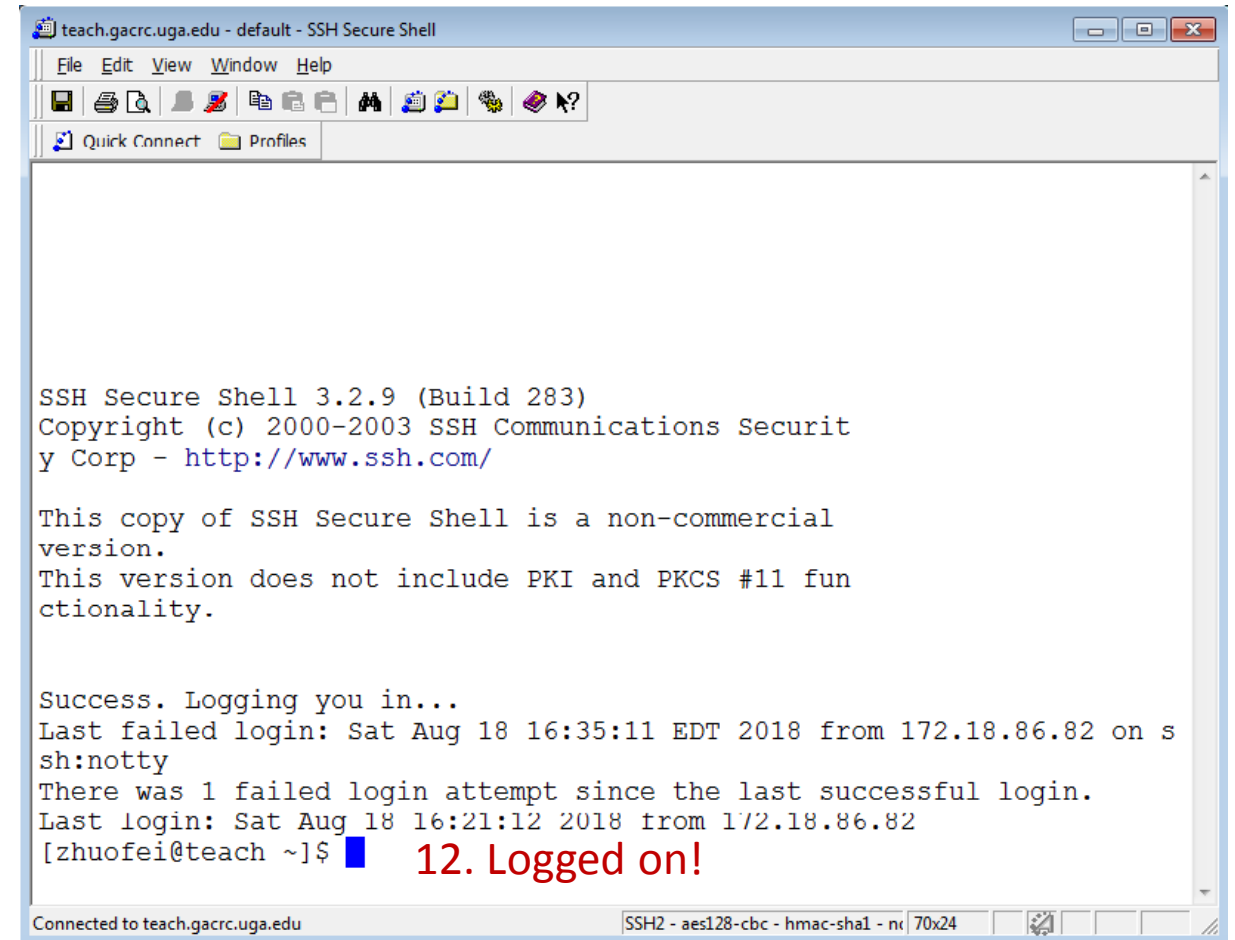 teach.gacrc.uga.edu - default - SSH Secure Shell
File Edit View Window Help
Quick Connect Profiles
SSH Secure Shell 3.2.9 (Build 283)
Copyright (c) 2000-2003 SSH Communications Securit
y Corp - http://www.ssh.com/
This copy of SSH Secure Shell is a non-commercial
version.
This version does not include PKI and PKCS #11 fun
ctionality.
Success. Logging you in...
Last failed login: Sat Aug 18 16:35:11 EDT 2018 from 172.18.86.82 on s
sh:notty
There was 1 failed login attempt since the last successful login.
Last login: Sat Aug 18 16:21:12 2018 from 172.18.86.82
[zhuofei@teach ~]$ 12. Logged on!
Connected to teach.gacrc.uga.edu SSH2 - aes128-cbc - hmac-sha1 - 70x24